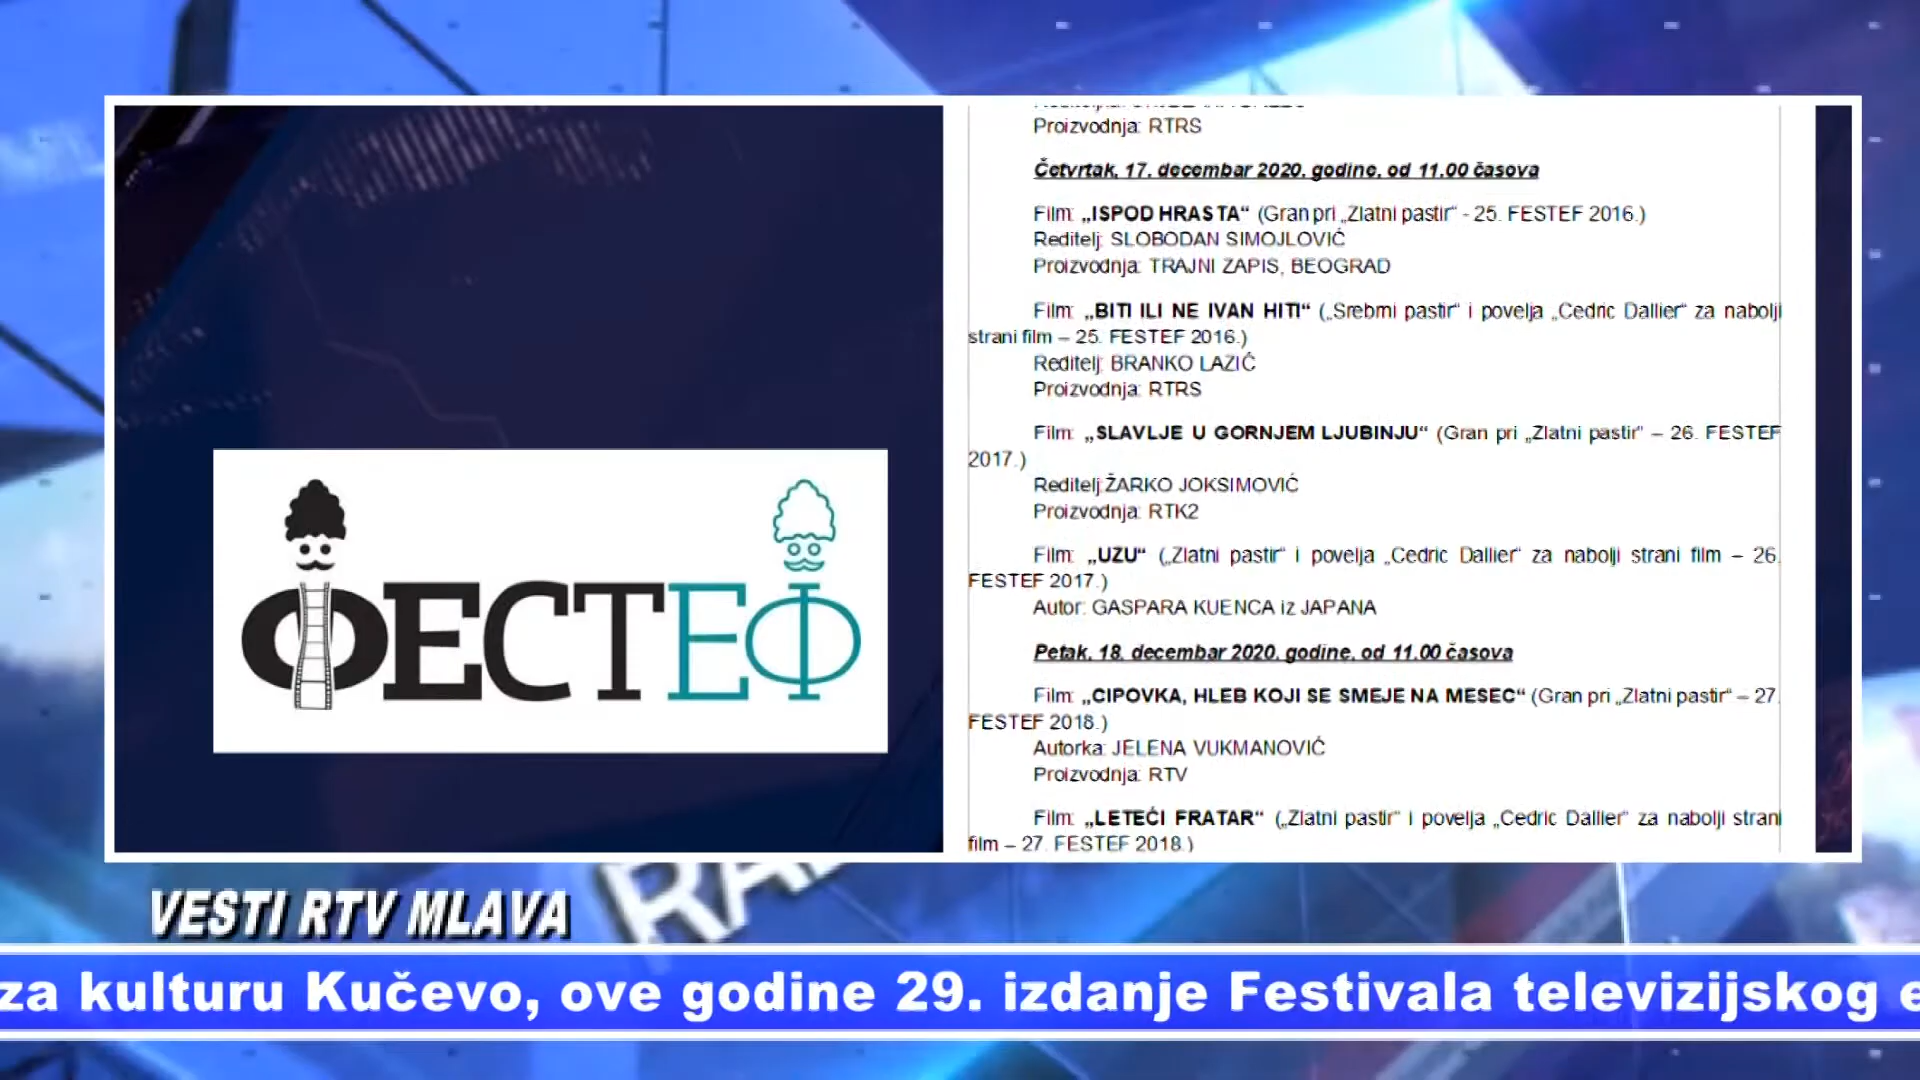 Proizvodnja: RTRS
Četvrtak, 17. decembar 2020. godine, od 11.00 časova
Film: „ISPOD HRASTA“ (Gran pri „Zlatni pastir“ - 25. FESTEF 2016.)
Reditelj: SLOBODAN SIMOJLOVIĆ
Proizvodnja: TRAJNI ZAPIS, BEOGRAD
Film: „BITI ILI NE IVAN HITI“ („Srebrni pastir“ i povelja „Cedric Dallier“ za nabolji
strani film – 25. FESTEF 2016.)
Reditelj: BRANKO LAZIĆ
Proizvodnja: RTRS
Film: „SLAVLJE U GORNJEM LJUBINJU“ (Gran pri „Zlatni pastir“ – 26. FESTEF
2017.)
Reditelj:ŽARKO JOKSIMOVIĆ
Proizvodnja: RTK2
Film: „UZU“ („Zlatni pastir“ i povelja „Cedric Dallier“ za nabolji strani film – 26.
FESTEF 2017.)
Autor: GASPARA KUENCA iz JAPANA
Petak, 18. decembar 2020. godine, od 11.00 časova
Film: „CIPOVKA, HLEB KOJI SE SMEJE NA MESEC“ (Gran pri „Zlatni pastir“ – 27.
FESTEF 2018.)
Autorka: JELENA VUKMANOVIĆ
Proizvodnja: RTV
Film: „LETEĆI FRATAR“ („Zlatni pastir“ i povelja „Cedric Dallier“ za nabolji strani
film – 27. FESTEF 2018.)
ФЕСТЕФ
VESTI RTV MLAVA
za kulturu Kučevo, ove godine 29. izdanje Festivala televizijskog e